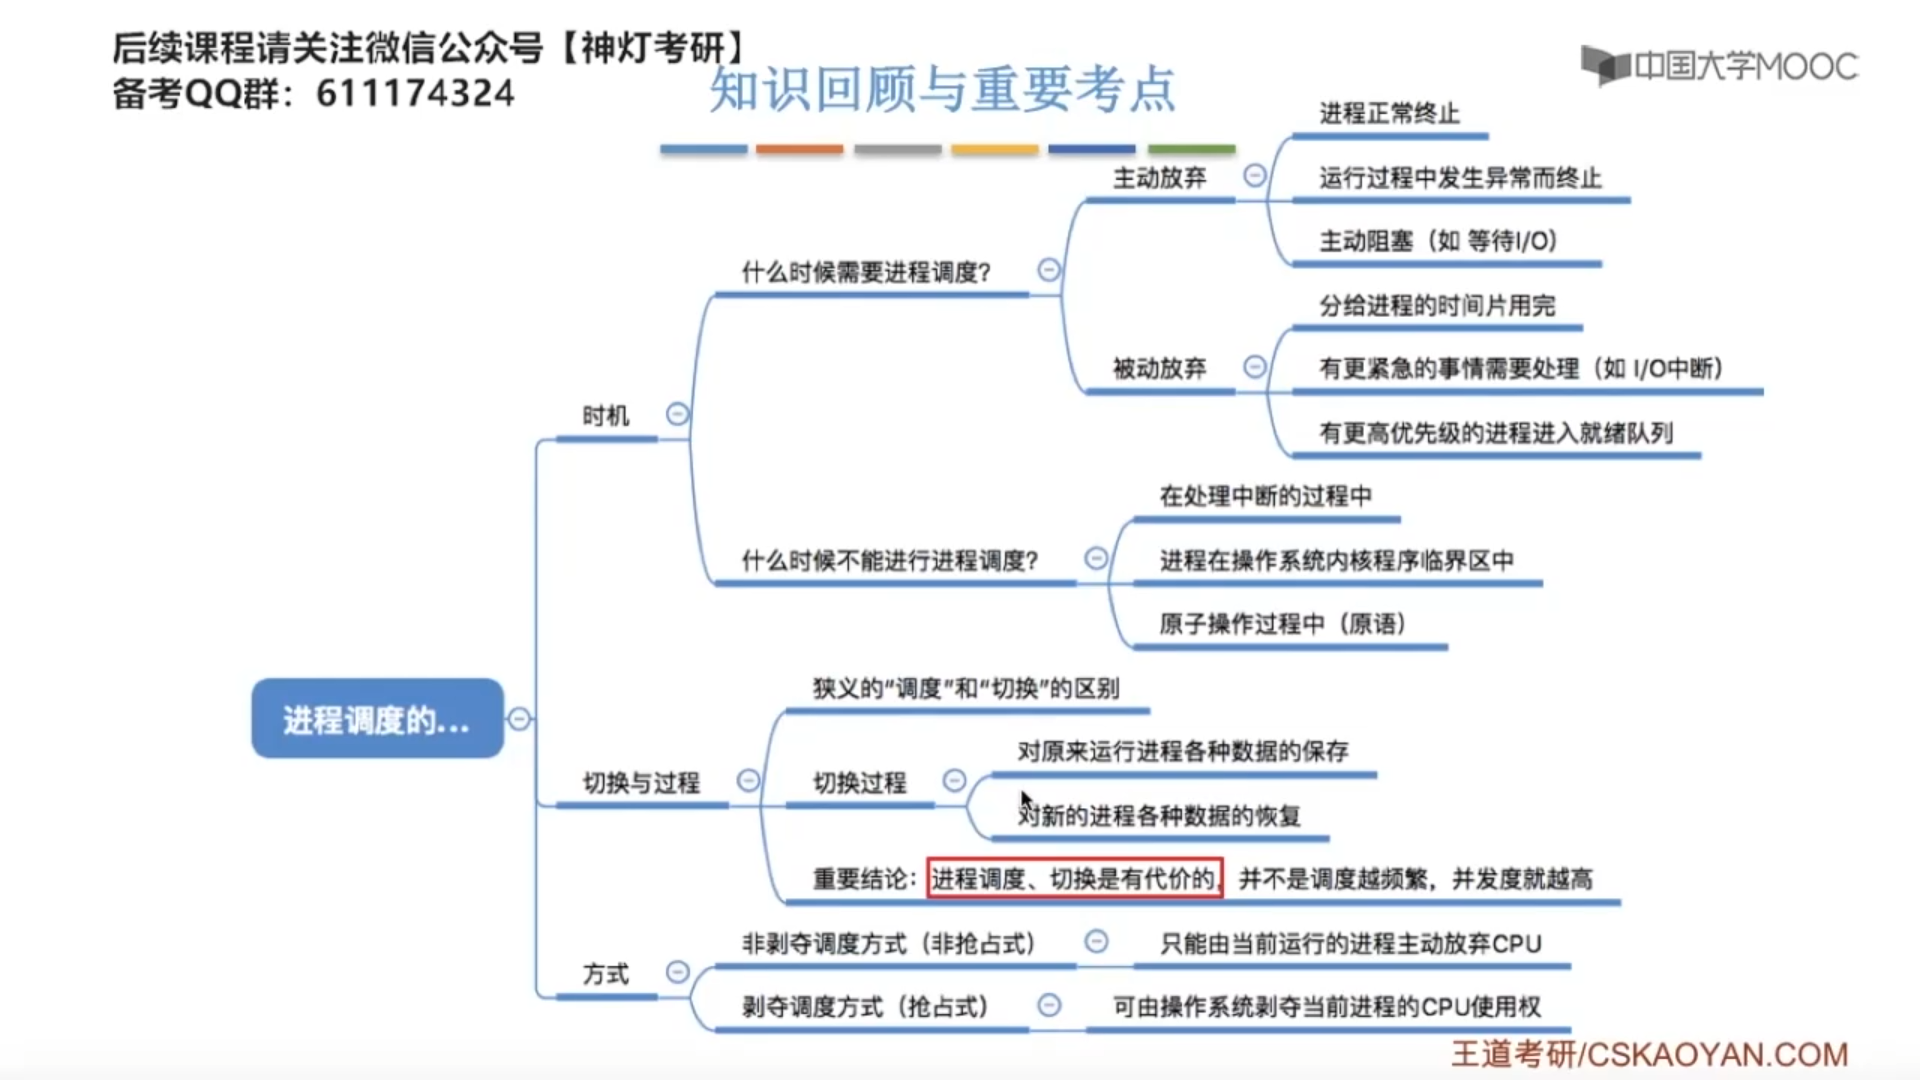 后续课程请关注微信公众号【神灯考研】
备考QQ群：611174324
知识回顾与重要考点
中国大学MOOC
进程调度的...
时机
什么时候需要进程调度？
主动放弃
进程正常终止
运行过程中发生异常而终止
主动阻塞（如 等待I/O）
被动放弃
分给进程的时间片用完
有更紧急的事情需要处理（如 I/O中断）
有更高优先级的进程进入就绪队列
什么时候不能进行进程调度？
在处理中断的过程中
进程在操作系统内核程序临界区中
原子操作过程中（原语）
切换与过程
狭义的“调度”和“切换”的区别
切换过程
对原来运行进程各种数据的保存
对新的进程各种数据的恢复
重要结论：进程调度、切换是有代价的，并不是调度越频繁，并发度就越高
方式
非剥夺调度方式（非抢占式）
只能由当前运行的进程主动放弃CPU
剥夺调度方式（抢占式）
可由操作系统剥夺当前进程的CPU使用权
王道考研/CSKAOYAN.COM